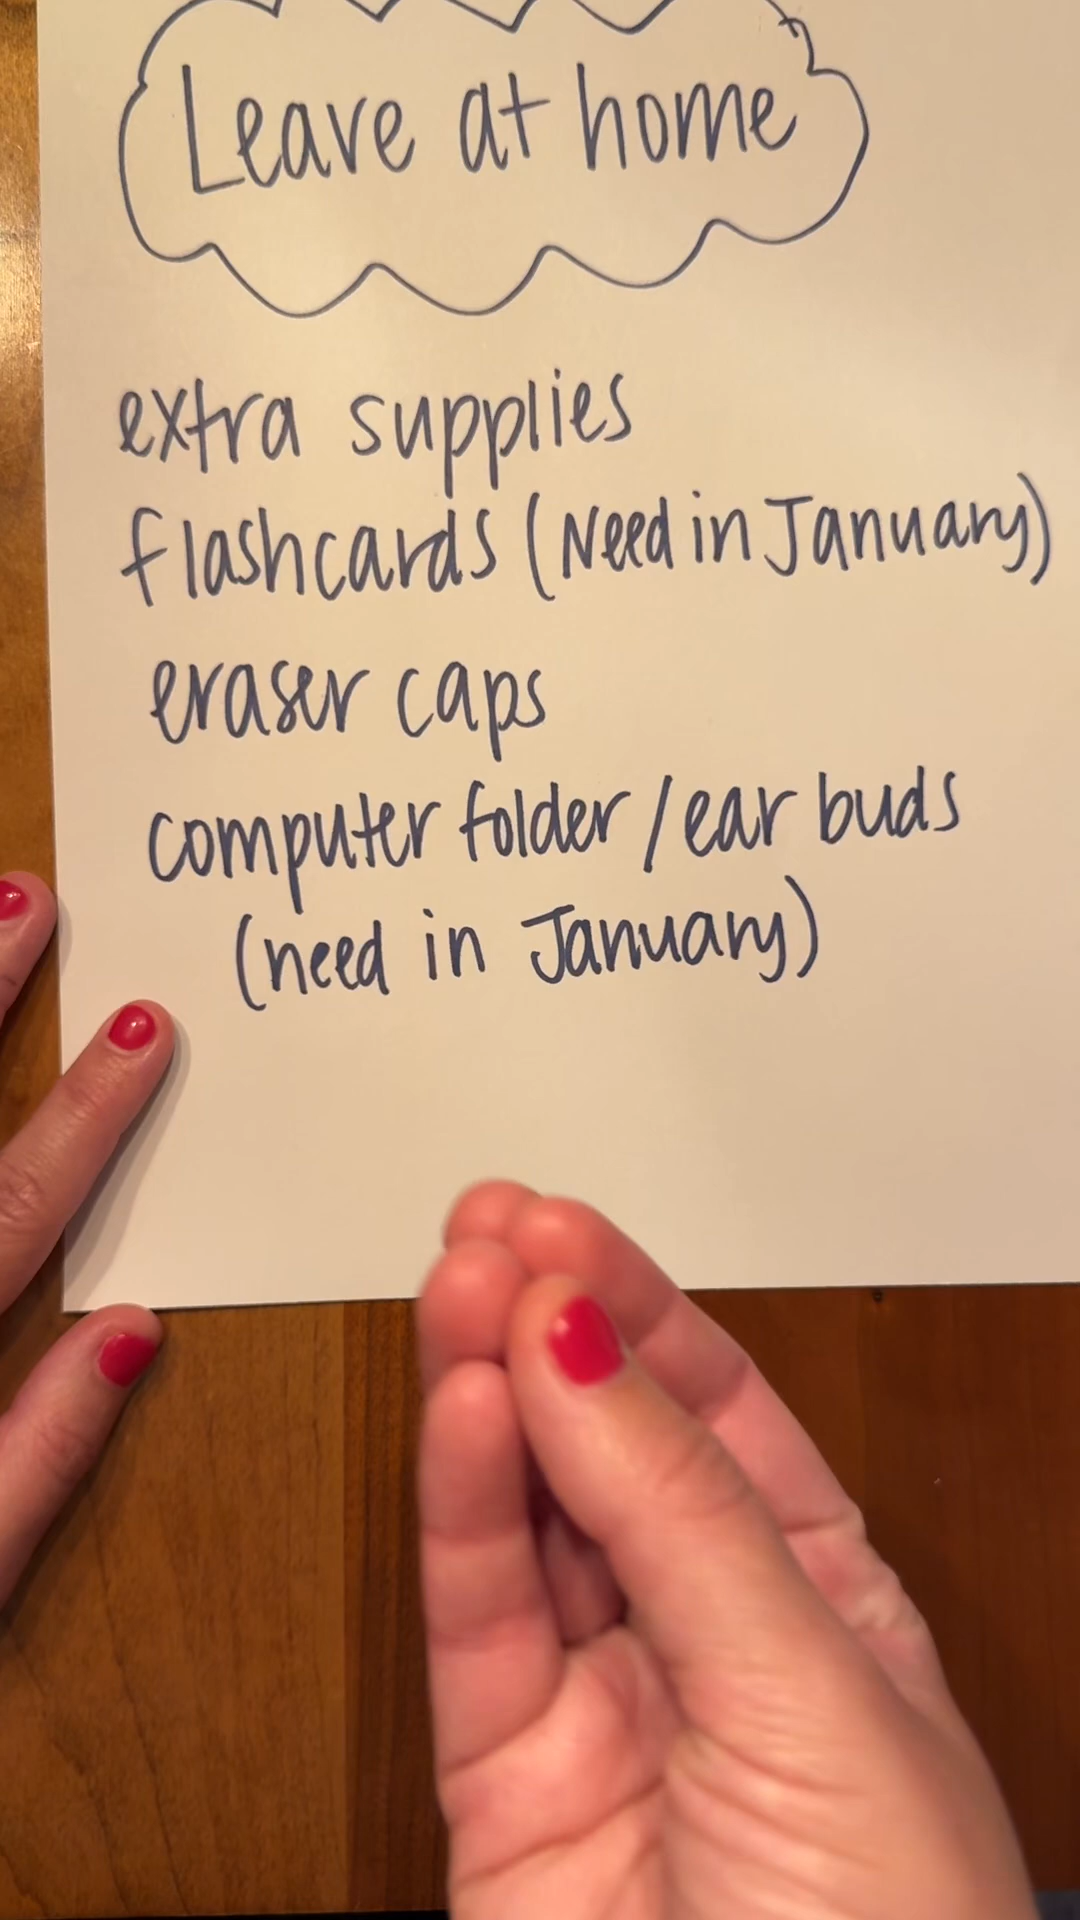 Leave at home
extra supplies
flashcards (Need in January)
eraser caps
computer folder / ear buds
(need in January)